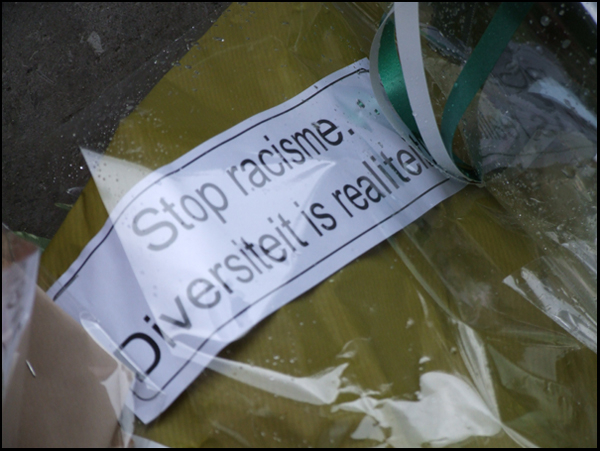 Stop racisme.
Diversiteit is realiteit